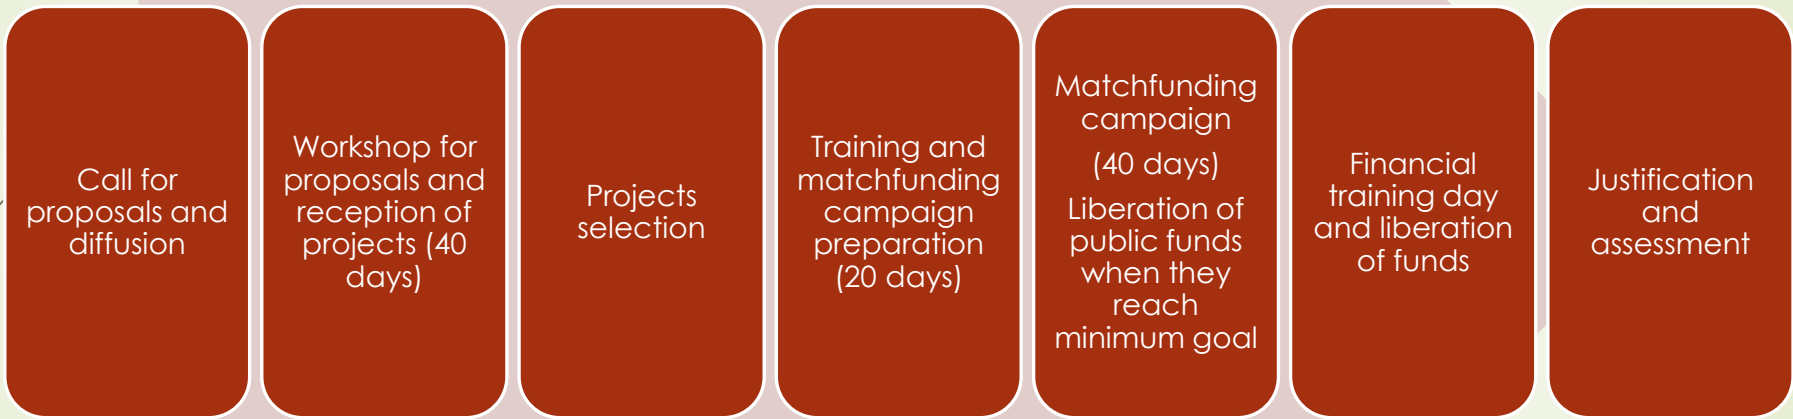 Call for
proposals and
diffusion
Workshop for
proposals and
reception of
projects (40
days)
Projects
selection
Training and
matchfunding
campaign
preparation
(20 days)
Matchfunding
campaign
(40 days)
Liberation of
public funds
when they
reach
minimum goal
Financial
training day
and liberation
of funds
Justification
and
assessment